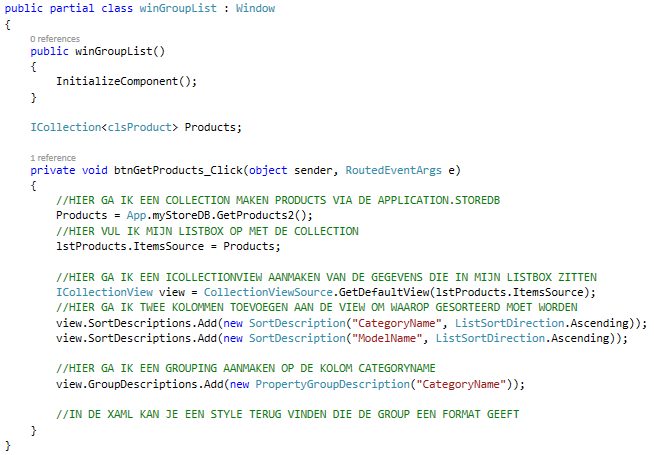 public partial class winGroupList : Window
{
0 references
public winGroupList()
{
InitializeComponent();
}
ICollection<clsProduct> Products;
1 reference
private void btnGetProducts_Click(object sender, RoutedEventArgs e)
{
//HIER GA IK EEN COLLECTION MAKEN PRODUCTS VIA DE APPLICATION.STOREDB
Products = App.myStoreDB.GetProducts2();
//HIER VUL IK MIJN LISTBOX OP MET DE COLLECTION
lstProducts.ItemsSource = Products;
//HIER GA IK EEN ICOLLECTIONVIEW AANMAKEN VAN DE GEGEVENS DIE IN MIJN LISTBOX ZITTEN
ICollectionView view = CollectionViewSource.GetDefaultView(lstProducts.ItemsSource);
//HIER GA IK TWEE KOLOMMEN TOEVOEGEN AAN DE VIEW OM WAAROP GESORTEERD MOET WORDEN
view.SortDescriptions.Add(new SortDescription("CategoryName", ListSortDirection.Ascending));
view.SortDescriptions.Add(new SortDescription("ModelName", ListSortDirection.Ascending));
//HIER GA IK EEN GROUPING AANMAKEN OP DE KOLOM CATEGORYNAME
view.GroupDescriptions.Add(new PropertyGroupDescription("CategoryName"));
//IN DE XAML KAN JE EEN STYLE TERUG VINDEN DIE DE GROUP EEN FORMAT GEEFT
}
}